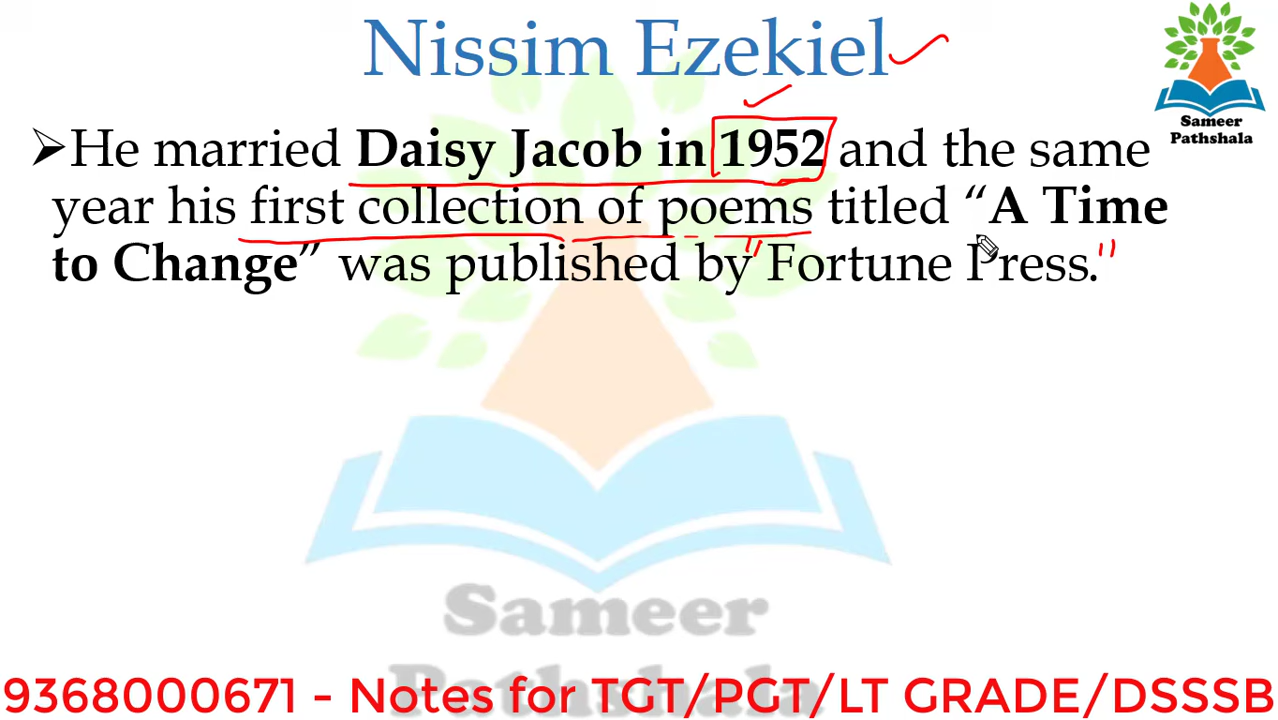 Nissim Ezekiel
Sameer
Pathshala
➢He married Daisy Jacob in 1952 and the same
year his first collection of poems titled “A Time
to Change” was published by "Fortune Press."
Sameer
Pathshala
9368000671 - Notes for TGT/PGT/LT GRADE/DSSSB